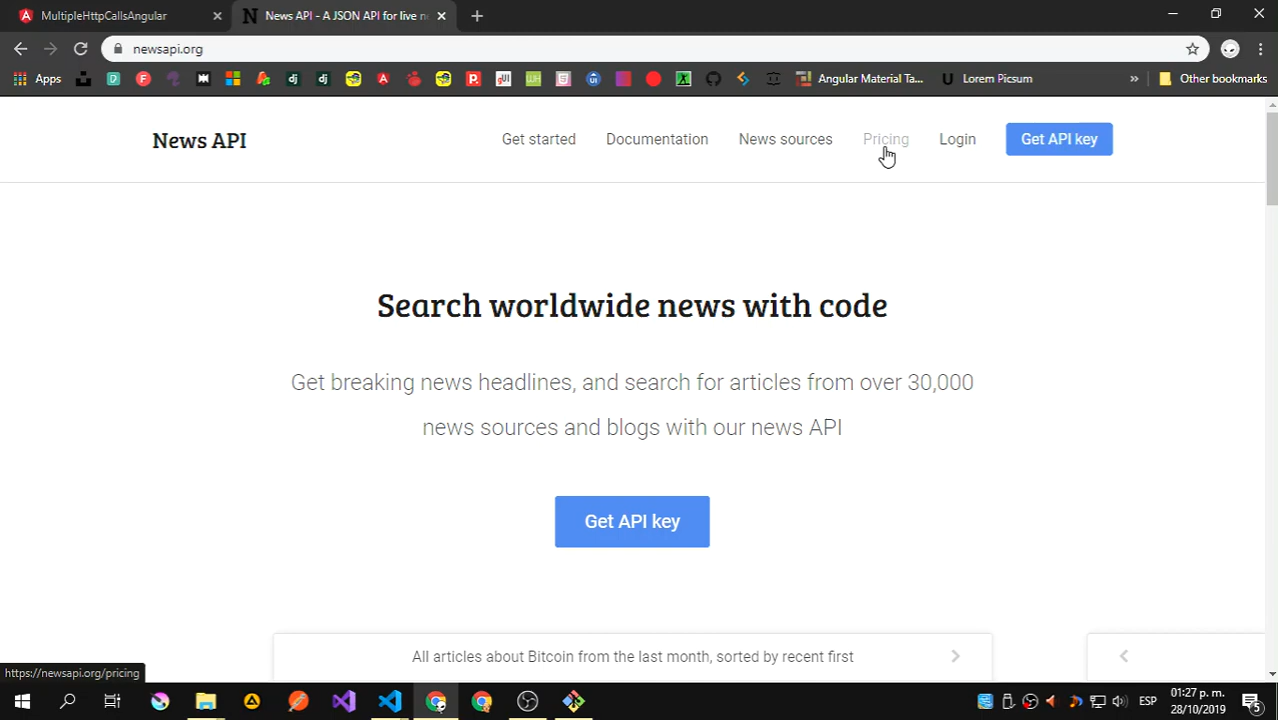 MultipleHttpCallsAngular
News API - A JSON API for live ne
newsapi.org
Apps
Angular Material Ta...
Lorem Picsum
»
Other bookmarks
News API
Get started
Documentation
News sources
Pricing
Login
Get API key
Search worldwide news with code
Get breaking news headlines, and search for articles from over 30,000
news sources and blogs with our news API
Get API key
All articles about Bitcoin from the last month, sorted by recent first
https://newsapi.org/pricing
ESP
01:27 p. m.
28/10/2019
5